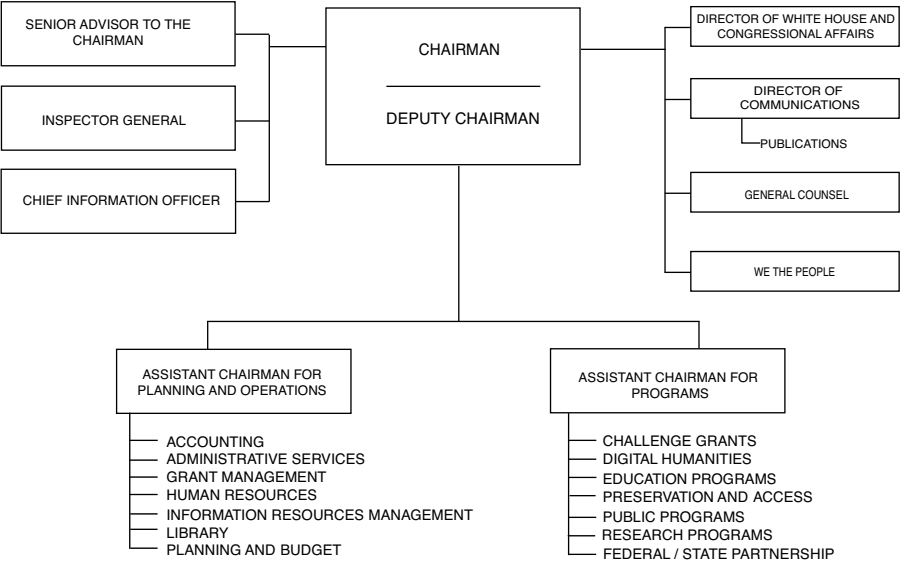 SENIOR ADVISOR TO THE
CHAIRMAN
INSPECTOR GENERAL
CHIEF INFORMATION OFFICER
CHAIRMAN
DEPUTY CHAIRMAN
DIRECTOR OF WHITE HOUSE AND
CONGRESSIONAL AFFAIRS
DIRECTOR OF
COMMUNICATIONS
PUBLICATIONS
GENERAL COUNSEL
WE THE PEOPLE
ASSISTANT CHAIRMAN FOR
PLANNING AND OPERATIONS
ACCOUNTING
ADMINISTRATIVE SERVICES
GRANT MANAGEMENT
HUMAN RESOURCES
INFORMATION RESOURCES MANAGEMENT
LIBRARY
PLANNING AND BUDGET
ASSISTANT CHAIRMAN FOR
PROGRAMS
CHALLENGE GRANTS
DIGITAL HUMANITIES
EDUCATION PROGRAMS
PRESERVATION AND ACCESS
PUBLIC PROGRAMS
RESEARCH PROGRAMS
FEDERAL / STATE PARTNERSHIP